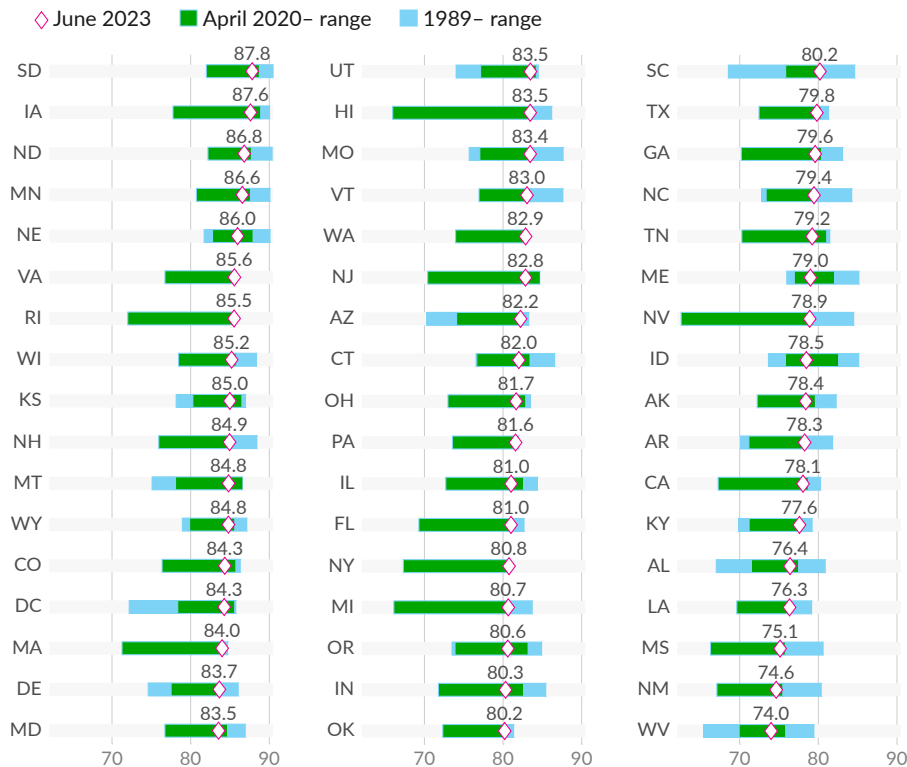 June 2023 April 2020– range 1989– range
SD 87.8
IA 87.6
ND 86.8
MN 86.6
NE 86.0
VA 85.6
RI 85.5
WI 85.2
KS 85.0
NH 84.9
MT 84.8
WY 84.8
CO 84.3
DC 84.3
MA 84.0
DE 83.7
MD 83.5
70 80 90
UT 83.5
HI 83.5
MO 83.4
VT 83.0
WA 82.9
NJ 82.8
AZ 82.2
CT 82.0
OH 81.7
PA 81.6
IL 81.0
FL 81.0
NY 80.8
MI 80.7
OR 80.6
IN 80.3
OK 80.2
70 80 90
SC 80.2
TX 79.8
GA 79.6
NC 79.4
TN 79.2
ME 79.0
NV 78.9
ID 78.5
AK 78.4
AR 78.3
CA 78.1
KY 77.6
AL 76.4
LA 76.3
MS 75.1
NM 74.6
WV 74.0
70 80 90